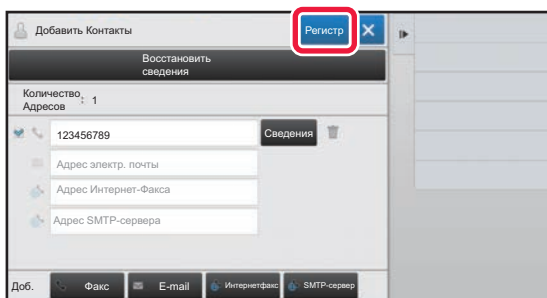 Добавить Контакты
Регистр
Восстановить
сведения
Количество
Адресов : 1
123456789
Сведения
Адрес электр. почты
Адрес Интернет-Факса
Адрес SMTP-сервера
Доб.
Факс
E-mail
Интернетфакс
SMTP-сервер